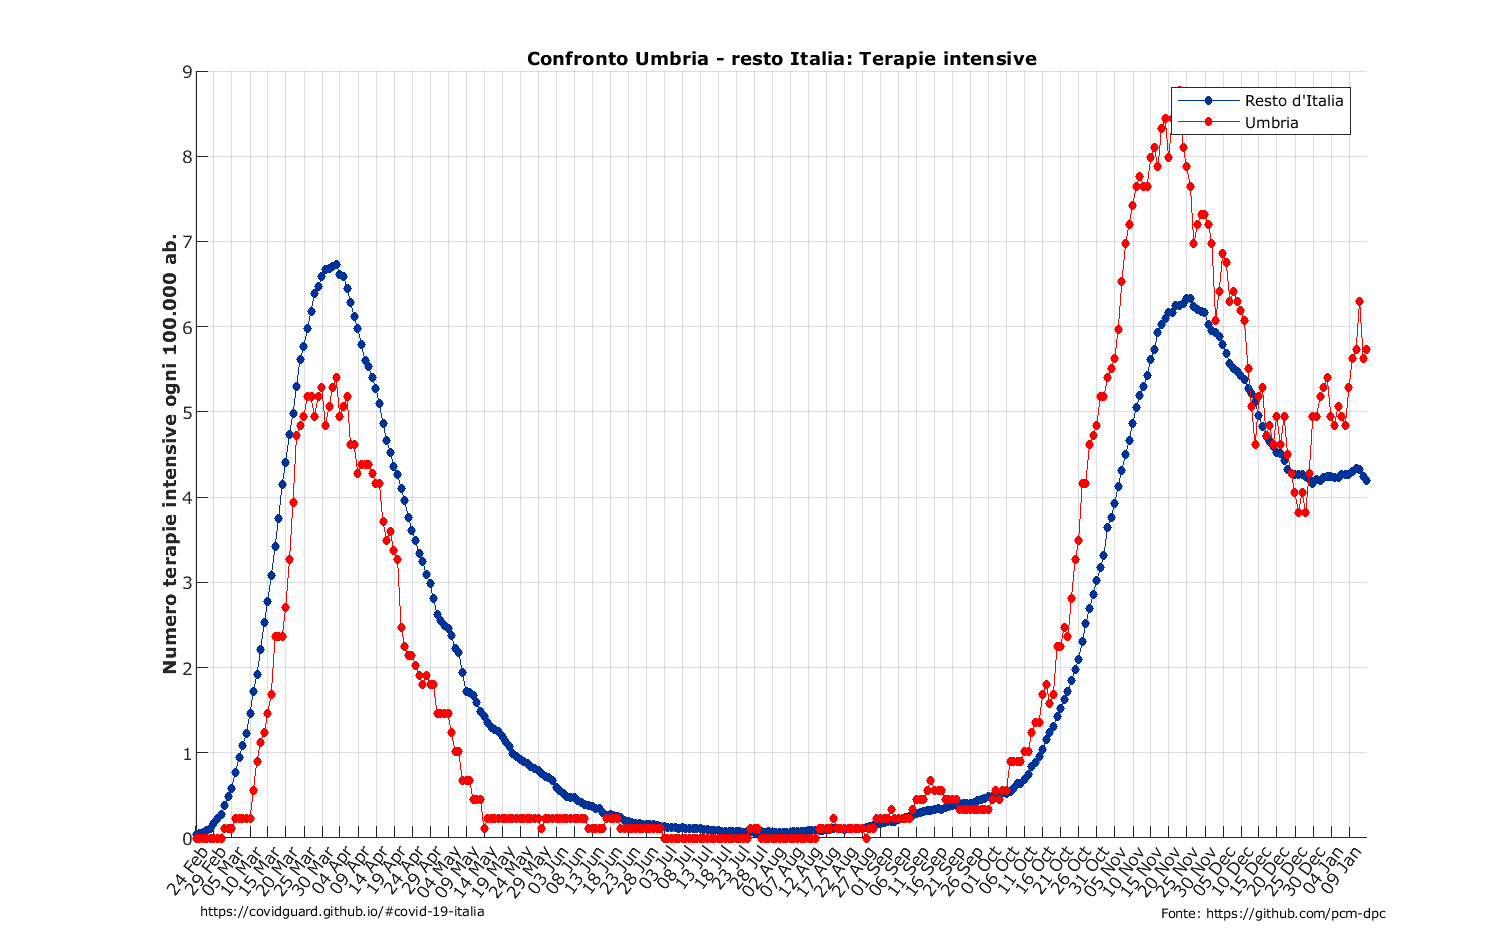 Confronto Umbria - resto Italia: Terapie intensive
Numero terapie intensive ogni 100.000 ab.
9
8
7
6
5
4
3
2
1
0
Resto d'Italia
Umbria
24 Feb
29 Feb
05 Mar
10 Mar
15 Mar
20 Mar
25 Mar
30 Mar
04 Apr
09 Apr
14 Apr
19 Apr
24 Apr
29 Apr
04 May
09 May
14 May
19 May
24 May
29 May
03 Jun
08 Jun
13 Jun
18 Jun
23 Jun
28 Jun
03 Jul
08 Jul
13 Jul
18 Jul
23 Jul
28 Jul
02 Aug
07 Aug
12 Aug
17 Aug
22 Aug
27 Aug
01 Sep
06 Sep
11 Sep
16 Sep
21 Sep
26 Sep
01 Oct
06 Oct
11 Oct
16 Oct
21 Oct
26 Oct
31 Oct
05 Nov
10 Nov
15 Nov
20 Nov
25 Nov
30 Nov
05 Dec
10 Dec
15 Dec
20 Dec
25 Dec
30 Dec
04 Jan
09 Jan
https://covidguard.github.io/#covid-19-italia
Fonte: https://github.com/pcm-dpc